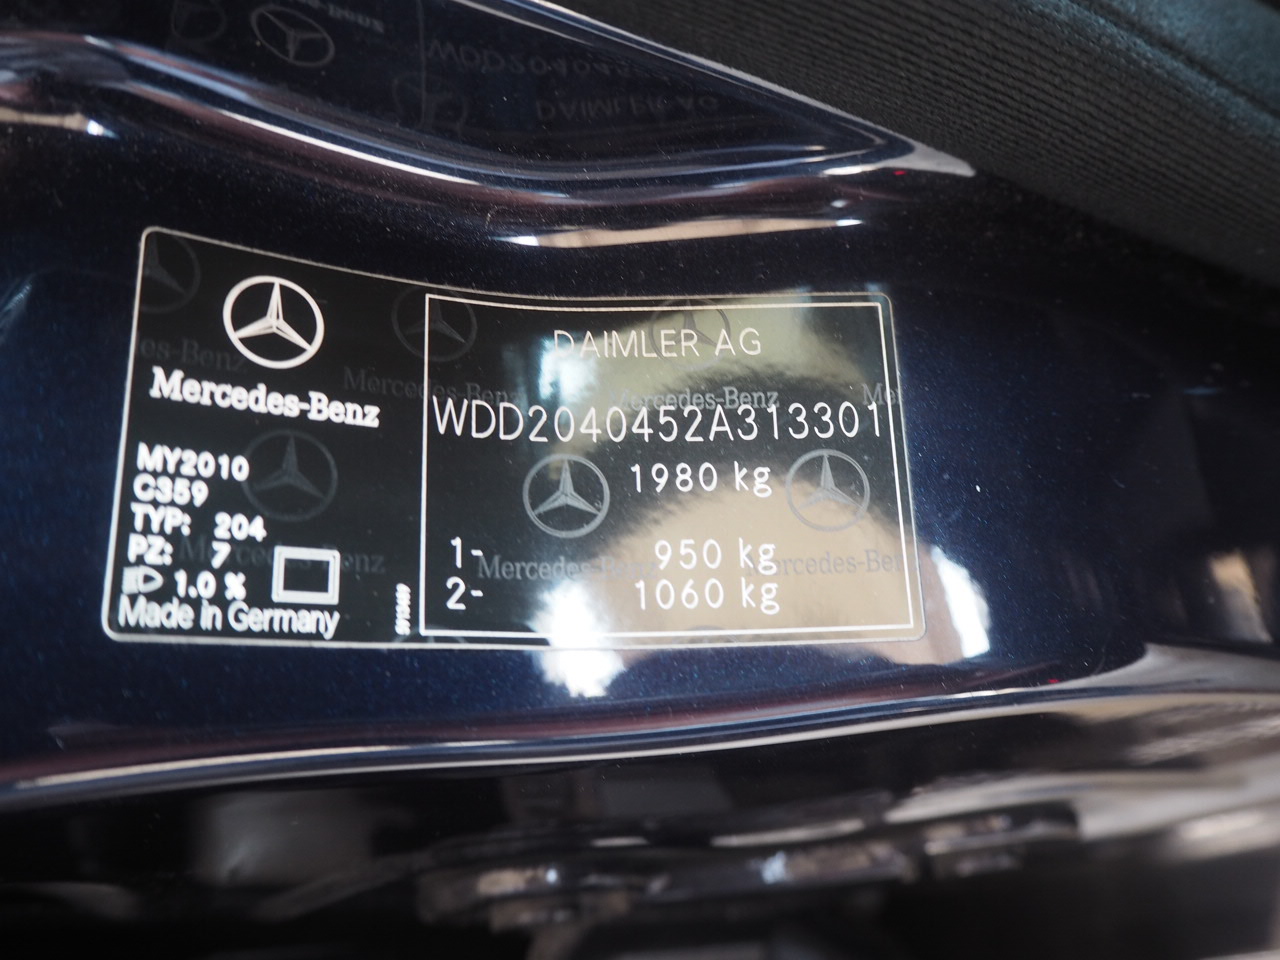 Mercedes-Benz
MY2010
C359
TYP: 204
PZ: 7
1.0 %
Made in Germany
DAIMLER AG
WDD2040452A313301
1980 kg
1- 950 kg
2- 1060 kg